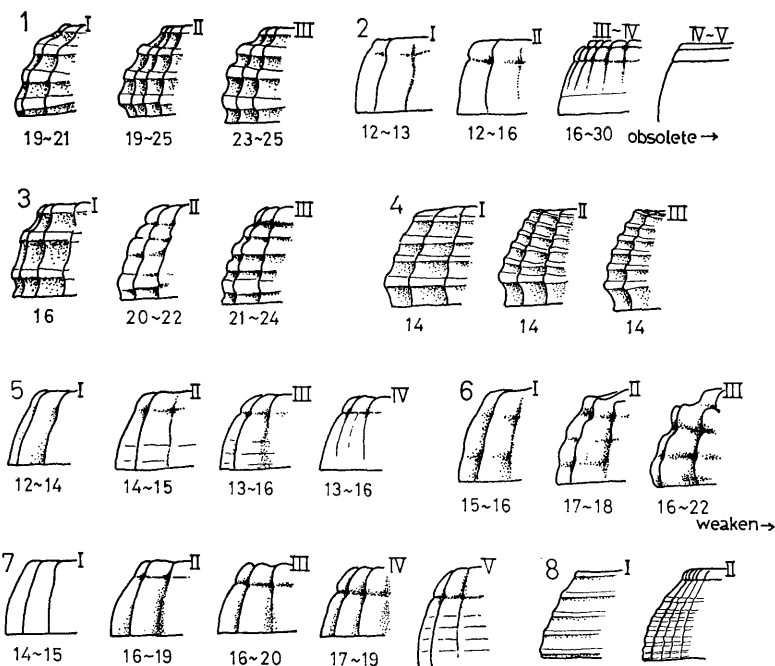 1 I II III
19~21 19~25 23~25
2 I II III~IV IV~V
12~13 12~16 16~30 obsolete→
3 I II III
16 20~22 21~24
4 I II III
14 14 14
5 I II III IV
12~14 14~15 13~16 13~16
6 I II III
15~16 17~18 16~22
weaken→
7 I II III IV V
14~15 16~19 16~20 17~19
8 I II